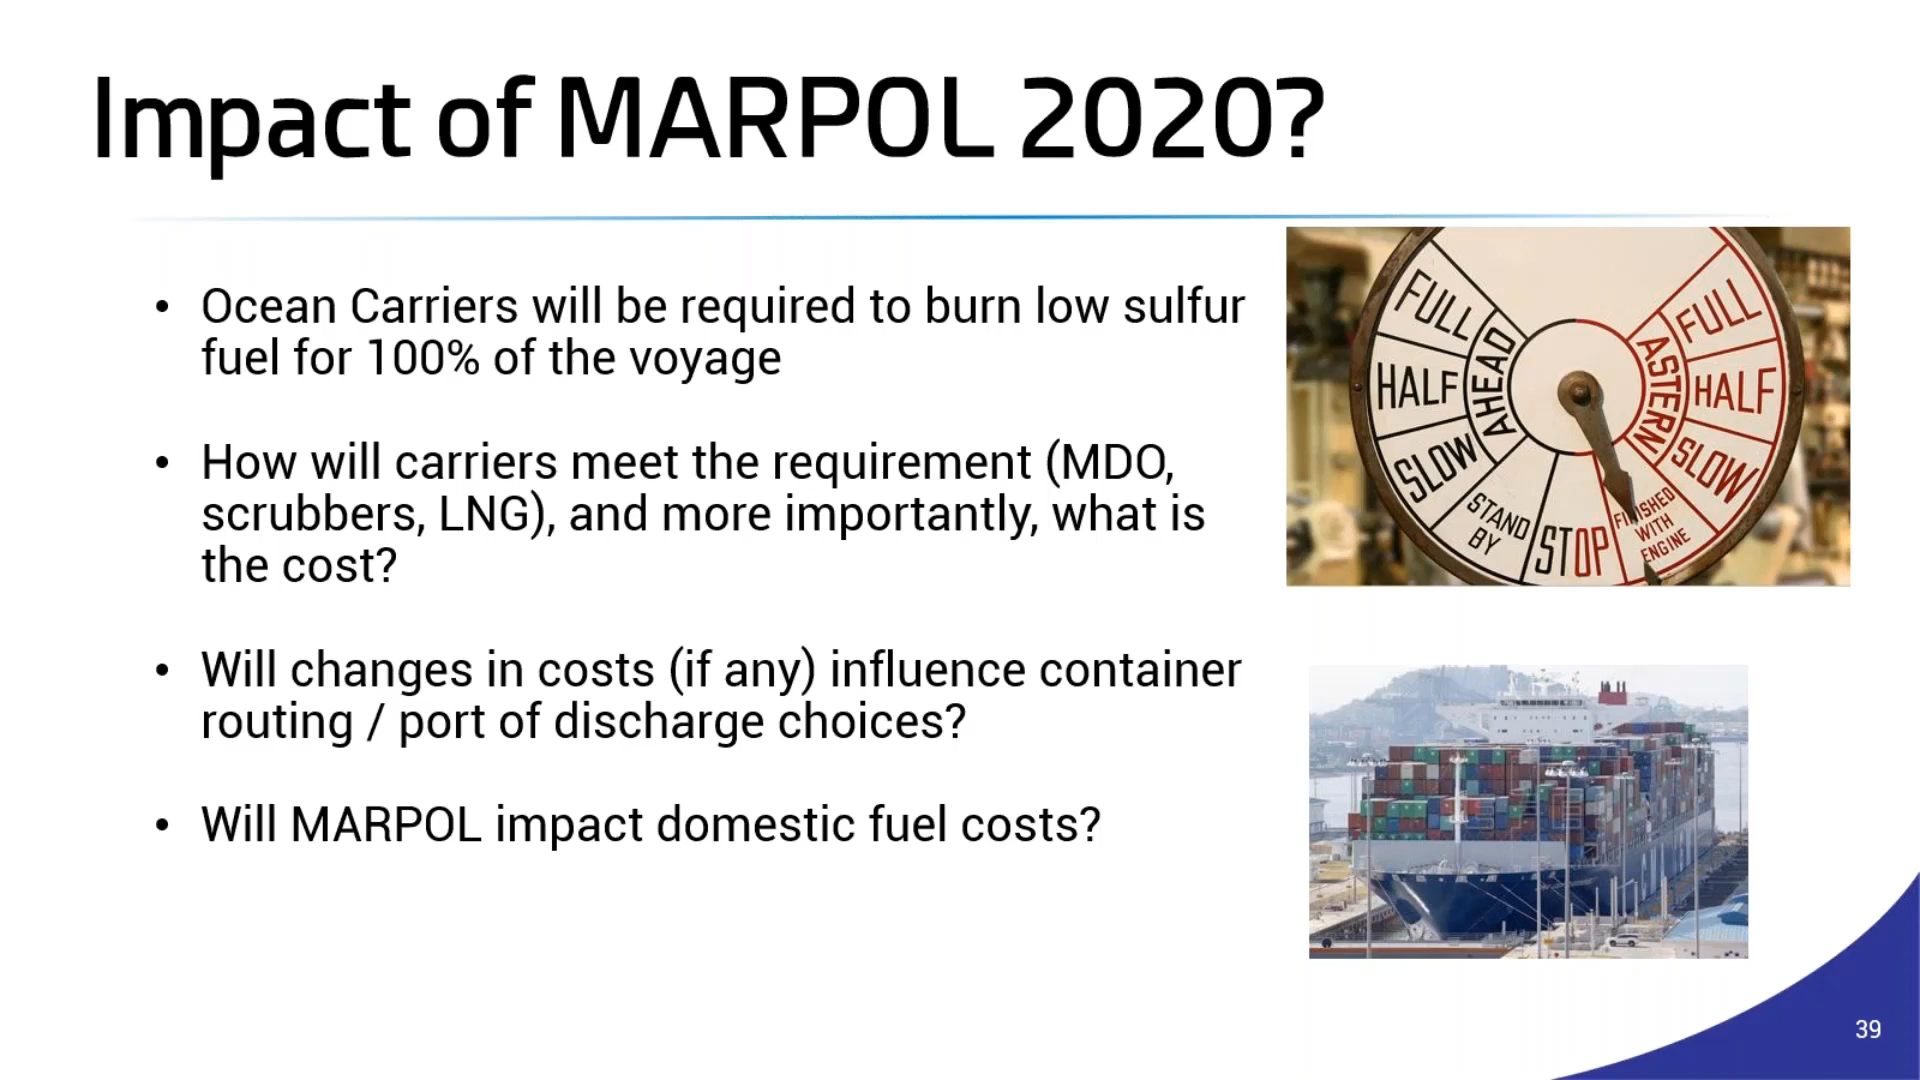 Impact of MARPOL 2020?
• Ocean Carriers will be required to burn low sulfur
fuel for 100% of the voyage
• How will carriers meet the requirement (MDO,
scrubbers, LNG), and more importantly, what is
the cost?
• Will changes in costs (if any) influence container
routing / port of discharge choices?
• Will MARPOL impact domestic fuel costs?
FULL
HALF
SLOW
AHEAD
STAND
BY
STOP
FINISHED
WITH
ENGINE
SLOW
HALF
FULL
ASTERN
39